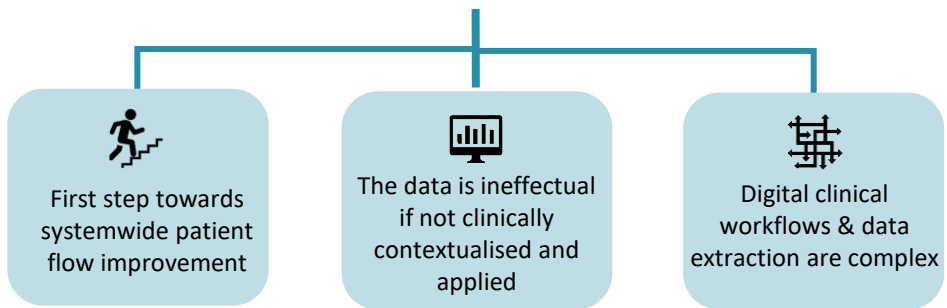 First step towards
systemwide patient
flow improvement
The data is ineffectual
if not clinically
contextualised and
applied
Digital clinical
workflows & data
extraction are complex